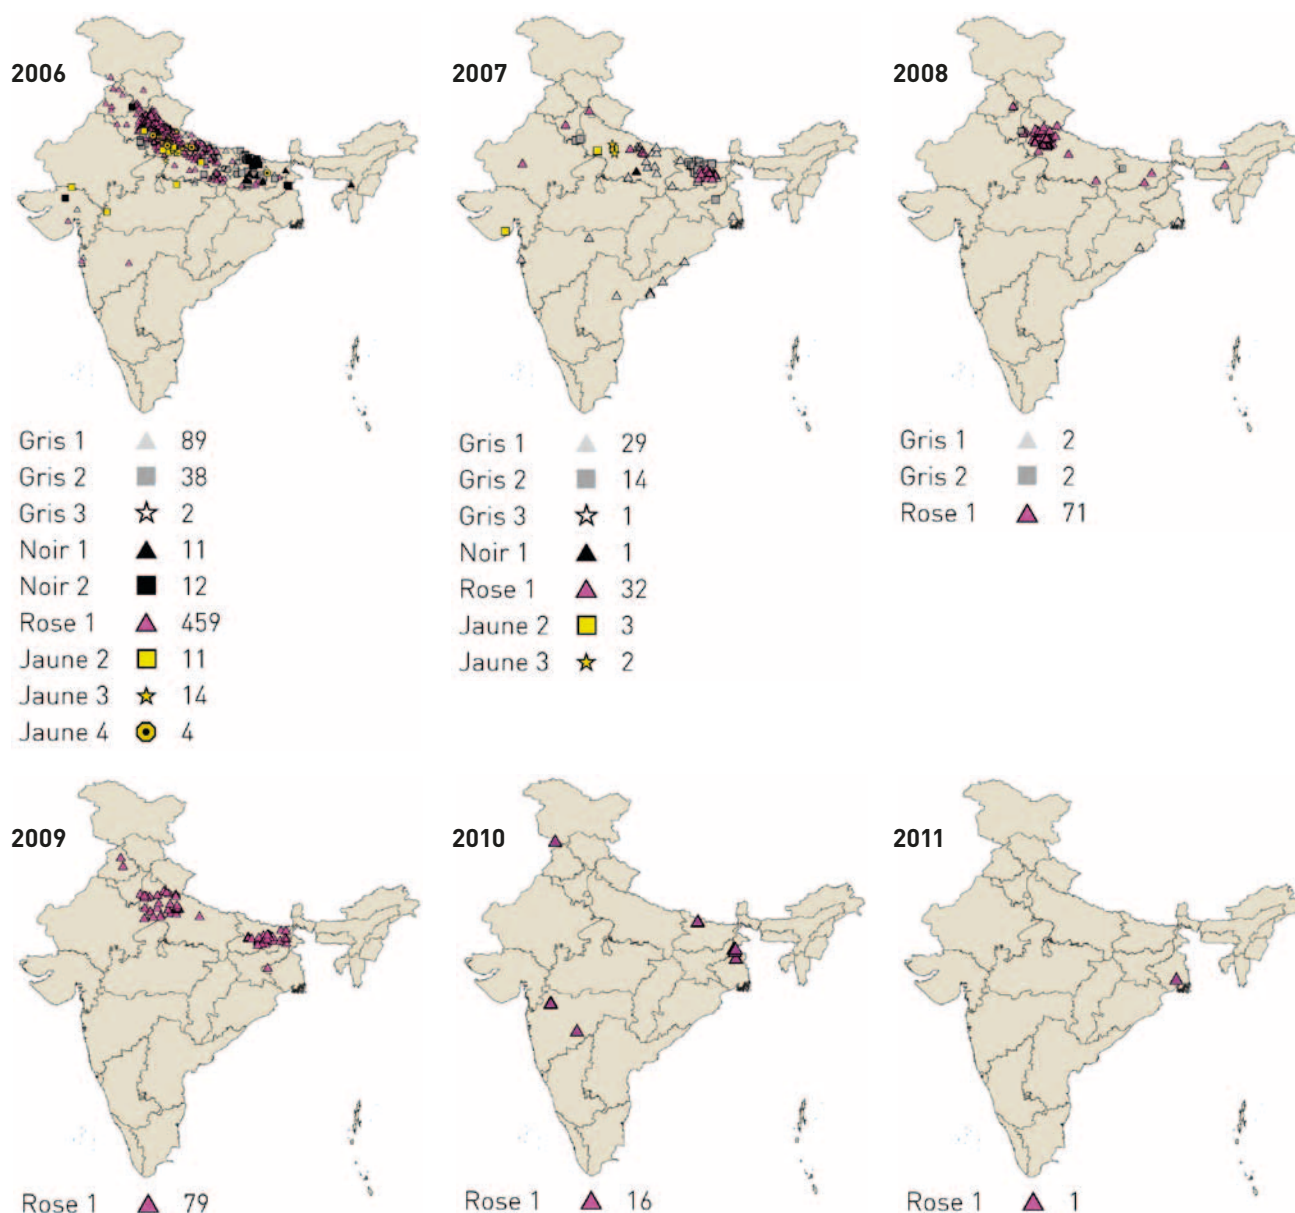 2006
2007
2008
Gris 1 89
Gris 2 38
Gris 3 2
Noir 1 11
Noir 2 12
Rose 1 459
Jaune 2 11
Jaune 3 14
Jaune 4 4
Gris 1 29
Gris 2 14
Gris 3 1
Noir 1 1
Rose 1 32
Jaune 2 3
Jaune 3 2
Gris 1 2
Gris 2 2
Rose 1 71
2009
2010
2011
Rose 1 79
Rose 1 16
Rose 1 1